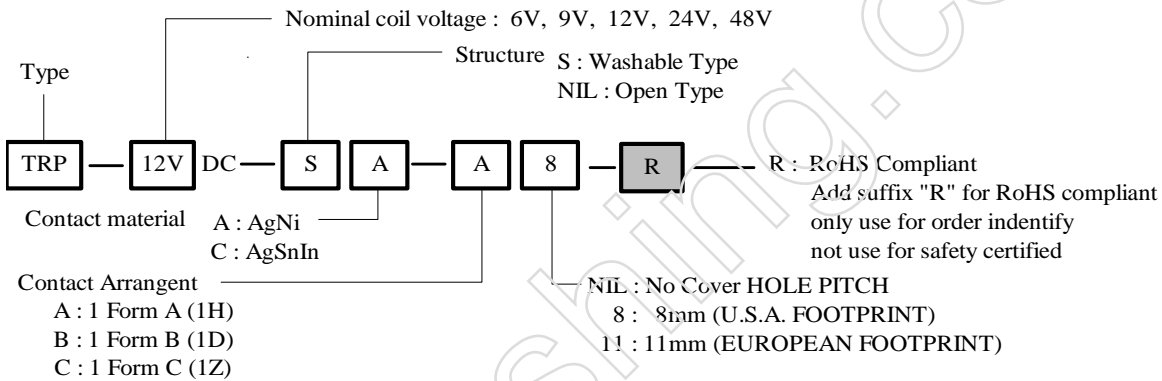 Nominal coil voltage : 6V, 9V, 12V, 24V, 48V
Structure S : Washable Type
NIL : Open Type
Type
TRP — 12V DC — S A — A 8 — R — R : RoHS Compliant
Add suffix "R" for RoHS compliant
only use for order indentify
not use for safety certified
Contact material A : AgNi
C : AgSnIn
Contact Arrangent
A : 1 Form A (1H)
B : 1 Form B (1D)
C : 1 Form C (1Z)
NIL : No Cover HOLE PITCH
8 : 8mm (U.S.A. FOOTPRINT)
11 : 11mm (EUROPEAN FOOTPRINT)